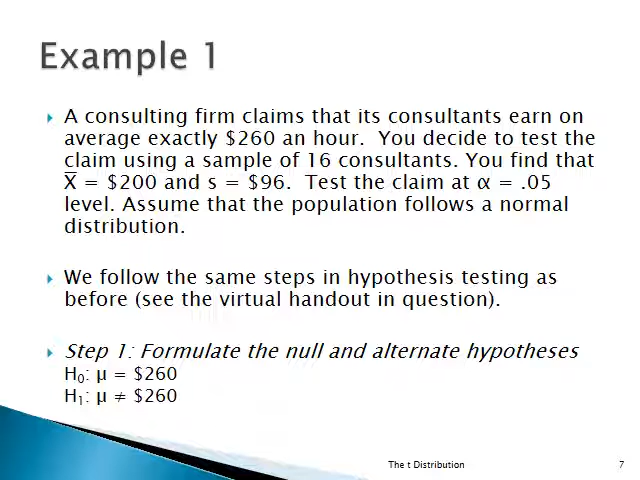 Example 1
A consulting firm claims that its consultants earn on
average exactly $260 an hour. You decide to test the
claim using a sample of 16 consultants. You find that
X̅ = $200 and s = $96. Test the claim at α = .05
level. Assume that the population follows a normal
distribution.
We follow the same steps in hypothesis testing as
before (see the virtual handout in question).
Step 1: Formulate the null and alternate hypotheses
H₀: μ = $260
H₁: μ ≠ $260
The t Distribution
7